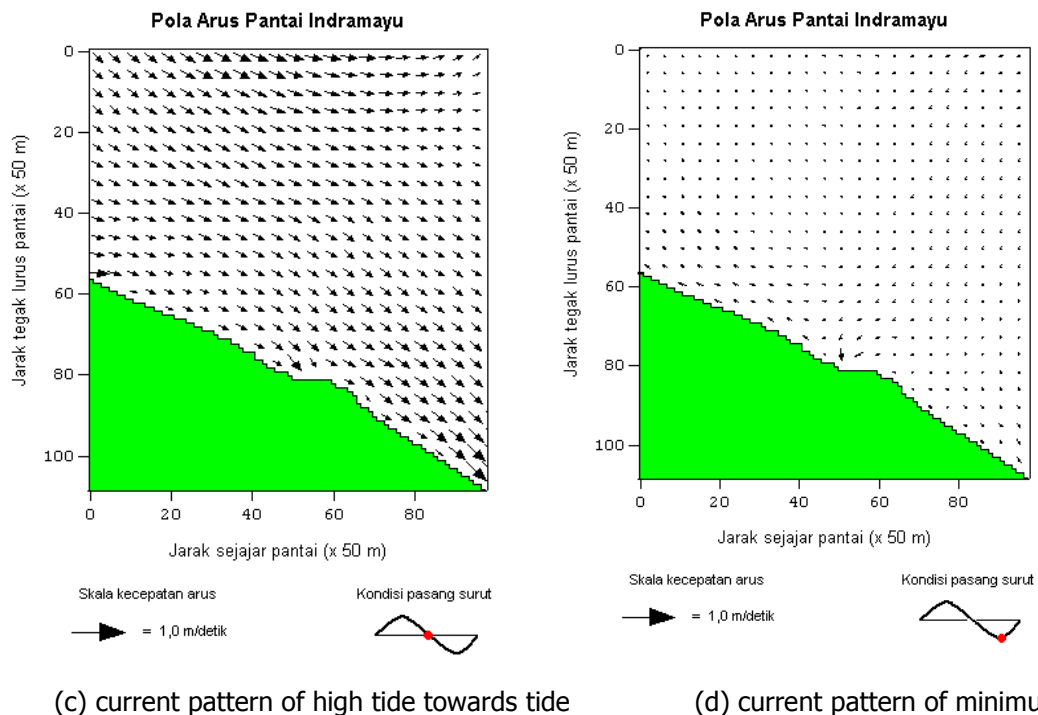 Pola Arus Pantai Indramayu
Jarak tegak lurus pantai (x 50 m)
0
20
40
60
80
100
0 20 40 60 80
Jarak sejajar pantai (x 50 m)
Skala kecepatan arus
= 1,0 m/detik
Kondisi pasang surut
(c) current pattern of high tide towards tide
Pola Arus Pantai Indramayu
Jarak tegak lurus pantai (x 50 m)
0
20
40
60
80
100
0 20 40 60 80
Jarak sejajar pantai (x 50 m)
Skala kecepatan arus
= 1,0 m/detik
Kondisi pasang surut
(d) current pattern of minimu